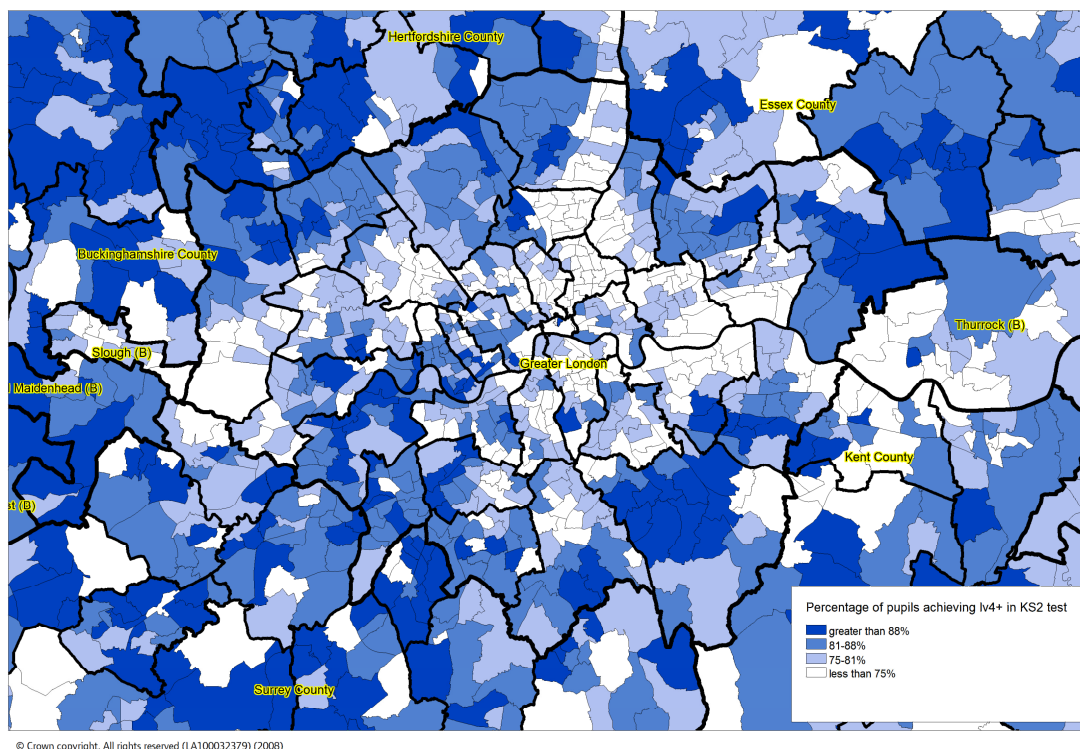 Hertfordshire County
Essex County
Buckinghamshire County
Thurrock (B)
Slough (B)
Greater London
Maidenhead (B)
Kent County
st (B)
Surrey County
Percentage of pupils achieving lv4+ in KS2 test
greater than 88%
81-88%
75-81%
less than 75%
© Crown copyright. All rights reserved (LA100032379) (2008)